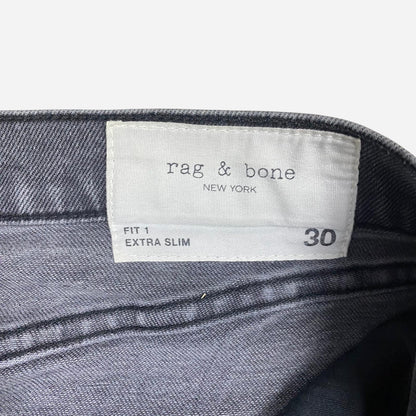 rag & bone
NEW YORK
FIT 1
EXTRA SLIM
30